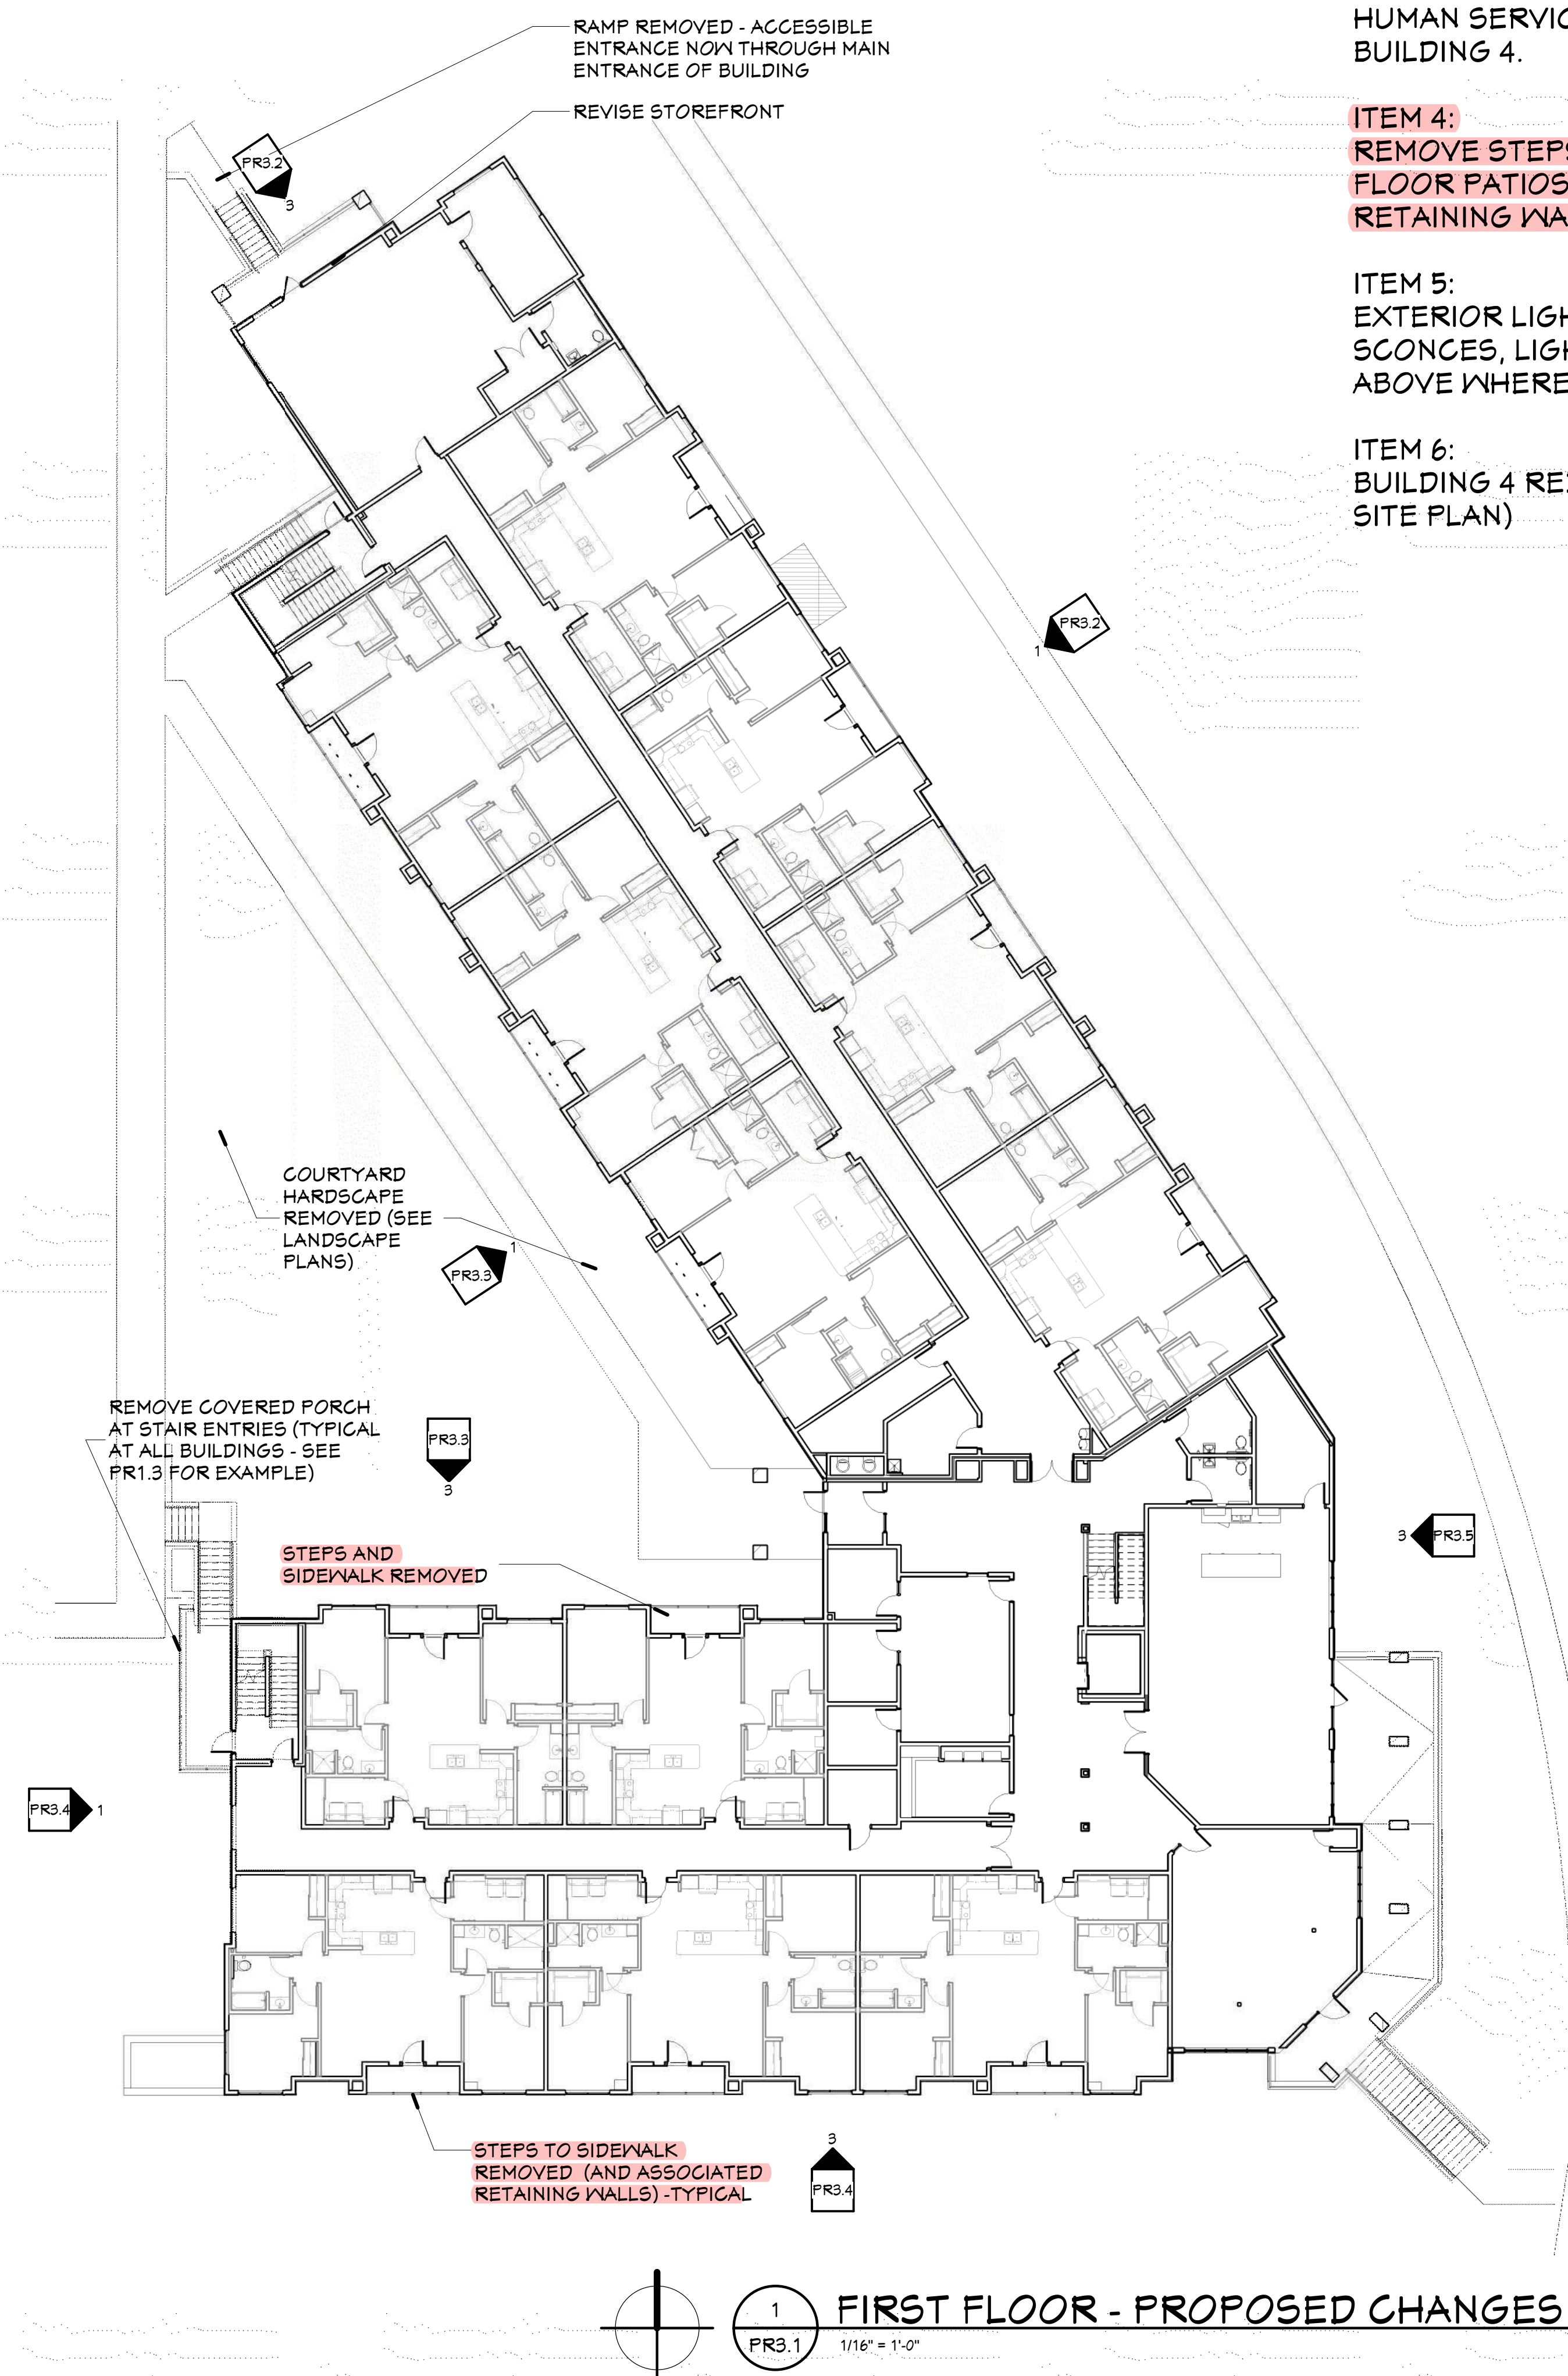 RAMP REMOVED - ACCESSIBLE
ENTRANCE NOW THROUGH MAIN
ENTRANCE OF BUILDING
REVISE STOREFRONT
HUMAN SERVIC
BUILDING 4.
ITEM 4:
REMOVE STEPS
FLOOR PATIOS
RETAINING WA
ITEM 5:
EXTERIOR LIGH
SCONCES, LIGH
ABOVE WHERE
ITEM 6:
BUILDING 4 RE
SITE PLAN)
PR3.2
3
PR3.2
1
COURTYARD
HARDSCAPE
REMOVED (SEE
LANDSCAPE
PLANS)
1
PR3.3
REMOVE COVERED PORCH
AT STAIR ENTRIES (TYPICAL
AT ALL BUILDINGS - SEE
PR1.3 FOR EXAMPLE)
PR3.3
3
STEPS AND
SIDEWALK REMOVED
3 PR3.5
PR3.4 1
STEPS TO SIDEWALK
REMOVED (AND ASSOCIATED
RETAINING WALLS) -TYPICAL
3
PR3.4
1
PR3.1
FIRST FLOOR - PROPOSED CHANGES
1/16" = 1'-0"